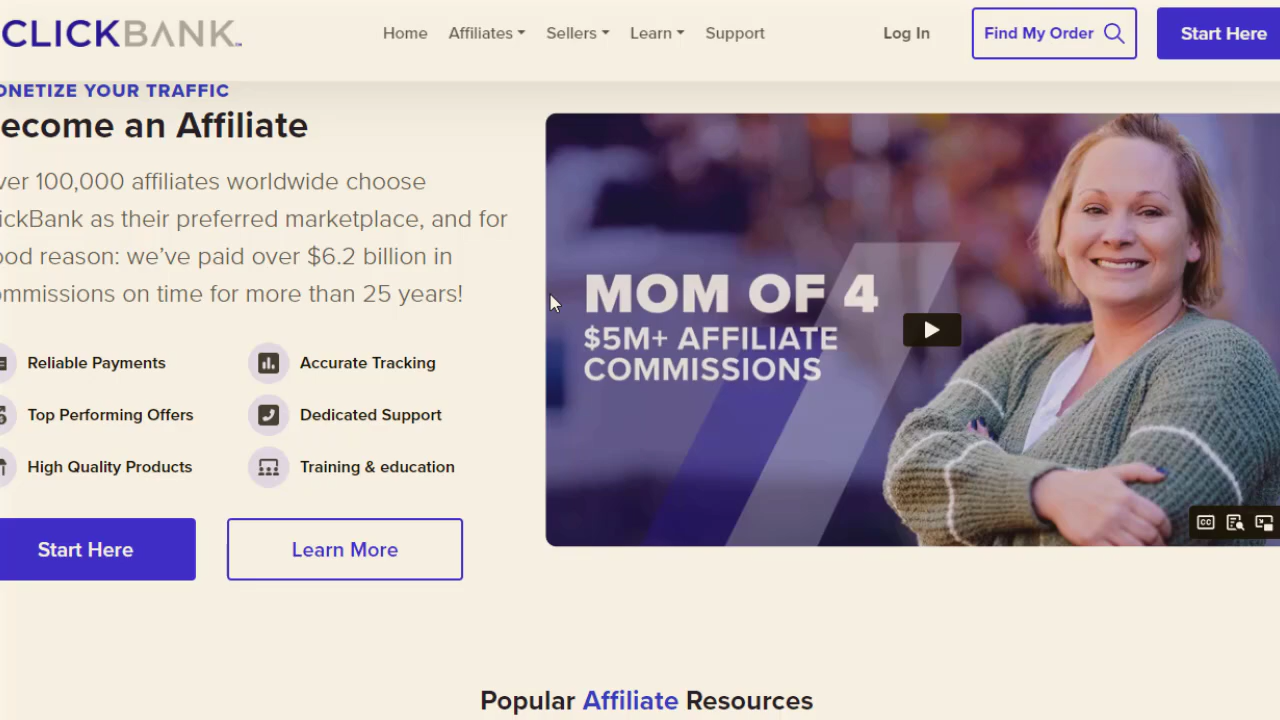 CLICKBANK
Home
Affiliates
Sellers
Learn
Support
Log In
Find My Order
Start Here
ONETIZE YOUR TRAFFIC
ecome an Affiliate
ver 100,000 affiliates worldwide choose
ickBank as their preferred marketplace, and for
ood reason: we’ve paid over $6.2 billion in
ommissions on time for more than 25 years!
Reliable Payments
Accurate Tracking
Top Performing Offers
Dedicated Support
High Quality Products
Training & education
Start Here
Learn More
MOM OF 4
$5M+ AFFILIATE
COMMISSIONS
CC
Popular Affiliate Resources